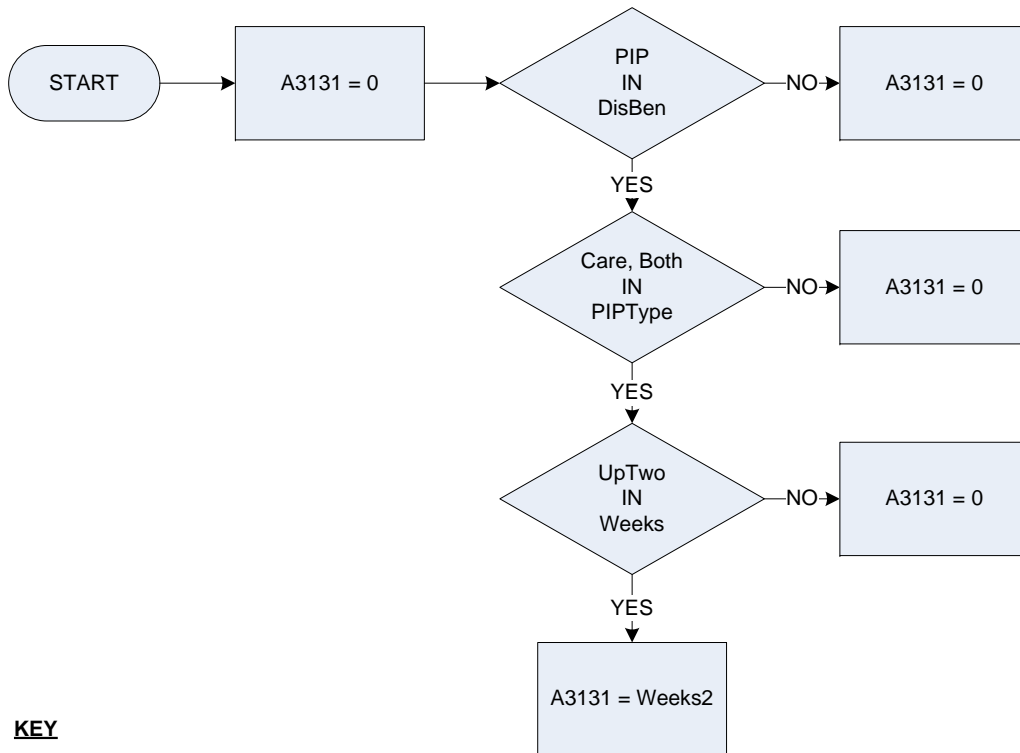 START
A3131 = 0
PIP
IN
DisBen
NO
A3131 = 0
YES
Care, Both
IN
PIPType
NO
A3131 = 0
YES
UpTwo
IN
Weeks
NO
A3131 = 0
YES
A3131 = Weeks2
KEY